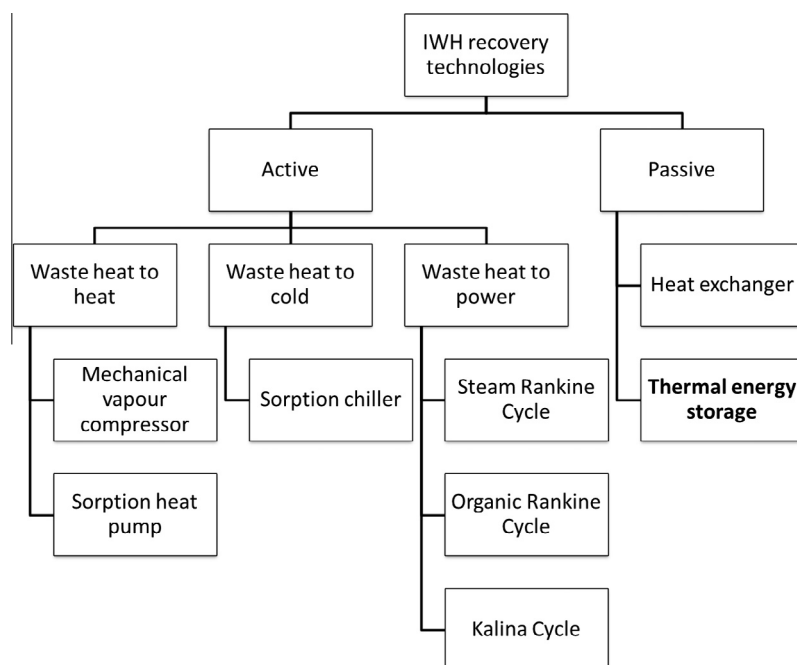 IWH recovery
technologies
Active
Passive
Waste heat to
heat
Waste heat to
cold
Waste heat to
power
Heat exchanger
Mechanical
vapour
compressor
Sorption chiller
Steam Rankine
Cycle
Thermal energy
storage
Sorption heat
pump
Organic Rankine
Cycle
Kalina Cycle